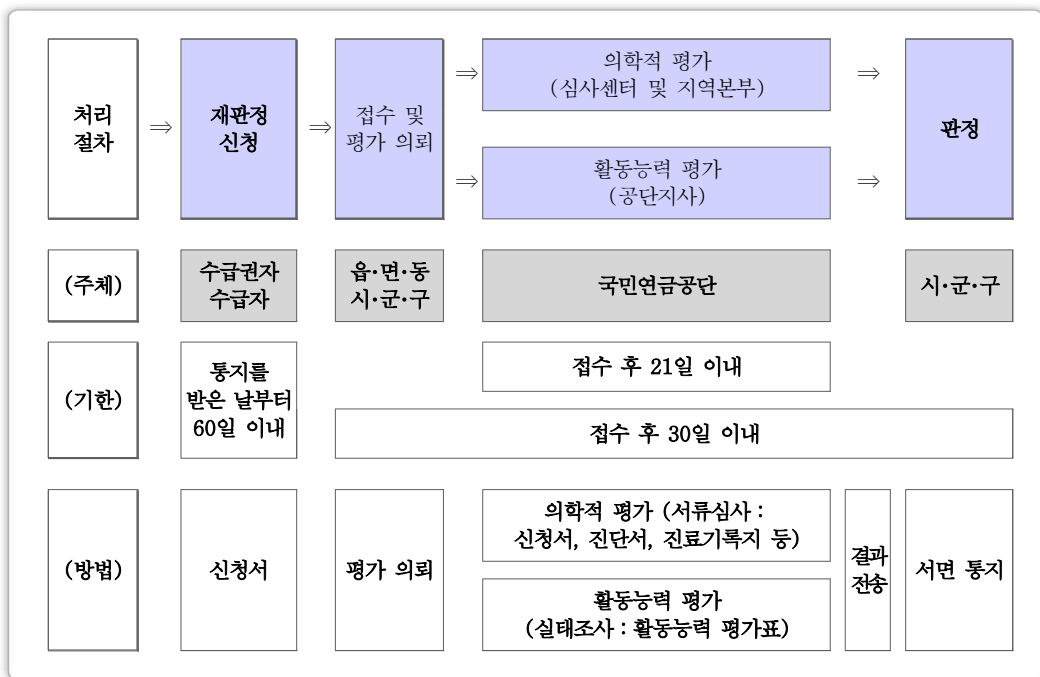 처리
절차
⇒
재판정
신청
⇒
접수 및
평가 의뢰
⇒
의학적 평가
(심사센터 및 지역본부)
⇒
⇒
활동능력 평가
(공단지사)
⇒
판정
(주체)
수급권자
수급자
읍·면·동
시·군·구
국민연금공단
시·군·구
(기한)
통지를
받은 날부터
60일 이내
접수 후 21일 이내
접수 후 30일 이내
(방법)
신청서
평가 의뢰
의학적 평가 (서류심사 :
신청서, 진단서, 진료기록지 등)
활동능력 평가
(실태조사 : 활동능력 평가표)
결과
전송
서면 통지